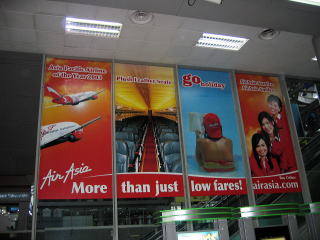 Asia Pacific Airline
of the Year 2003
Plush Leather Seats
go holiday
Air Asia
More than just low fares!
airasia.com